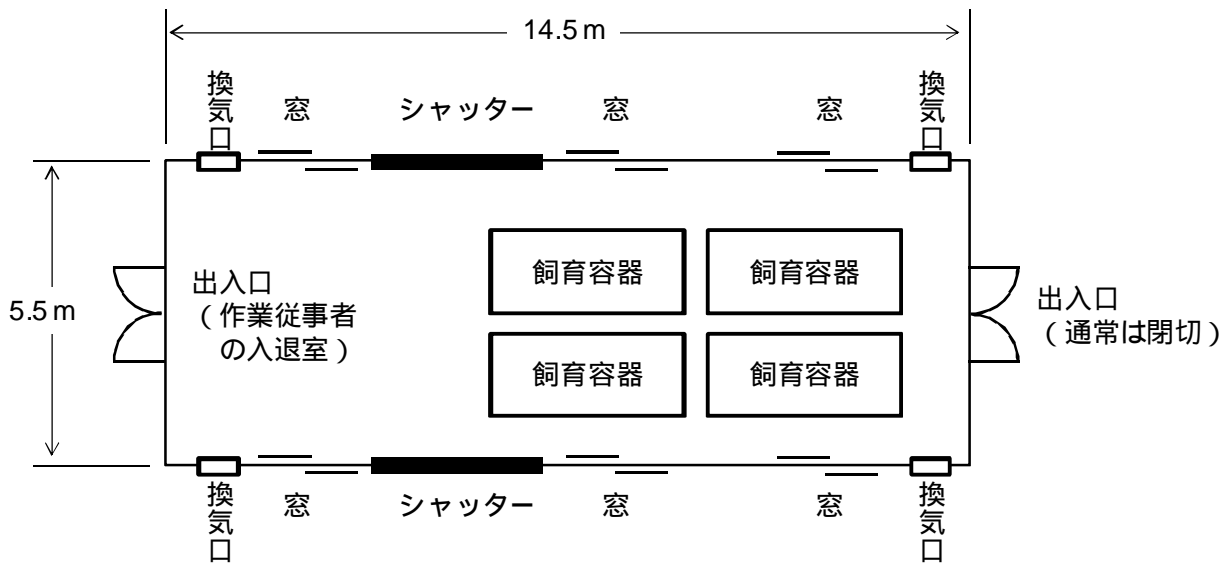 14.5m
換気口
窓
シャッター
窓
窓
換気口
5.5m
出入口
（作業従事者
の入退室）
飼育容器
飼育容器
飼育容器
飼育容器
出入口
（通常は閉切）
換気口
窓
シャッター
窓
窓
換気口